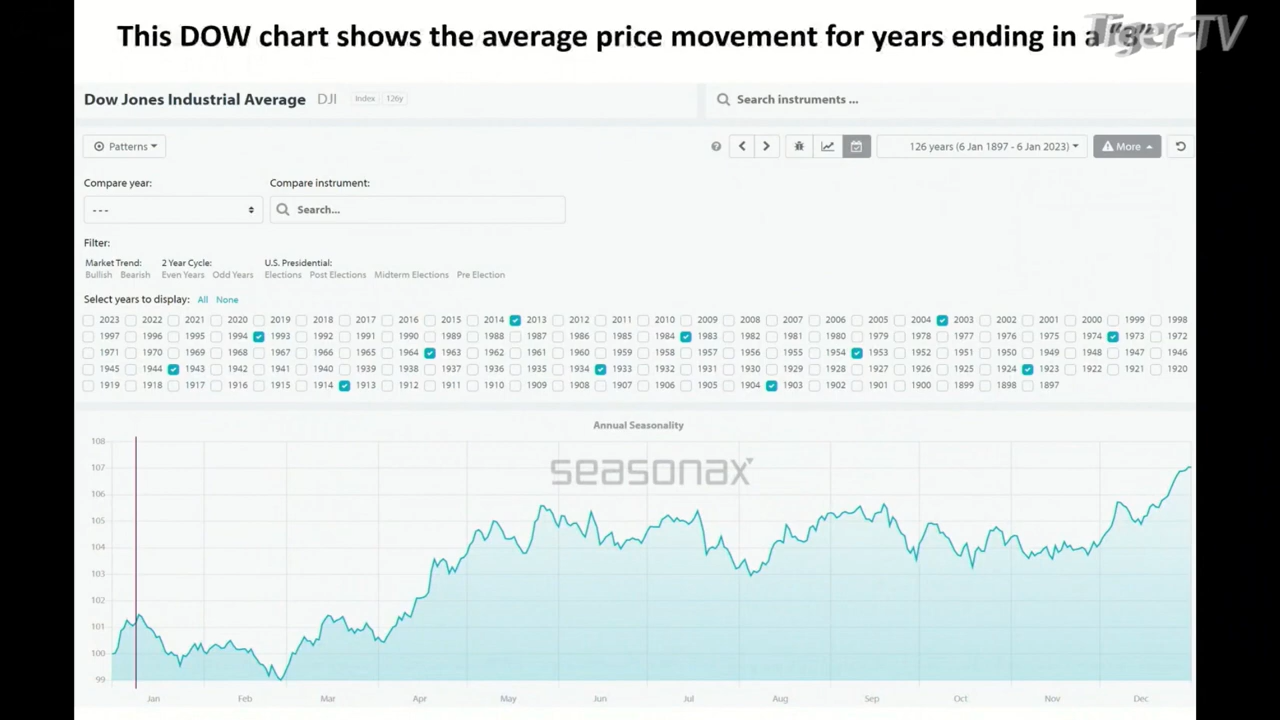 This DOW chart shows the average price movement for years ending in a "3"
Tiger-TV
Dow Jones Industrial Average DJI Index 126y
Search instruments ...
Patterns
126 years (6 Jan 1897 - 6 Jan 2023)
More
Compare year: Compare instrument:
--- Search...
Filter:
Market Trend: 2 Year Cycle: U.S. Presidential:
Bullish Bearish Even Years Odd Years Elections Post Elections Midterm Elections Pre Election
Select years to display: All None
2023 2022 2021 2020 2019 2018 2017 2016 2015 2014 2013 2012 2011 2010 2009 2008 2007 2006 2005 2004 2003 2002 2001 2000 1999 1998
1997 1996 1995 1994 1993 1992 1991 1990 1989 1988 1987 1986 1985 1984 1983 1982 1981 1980 1979 1978 1977 1976 1975 1974 1973 1972
1971 1970 1969 1968 1967 1966 1965 1964 1963 1962 1961 1960 1959 1958 1957 1956 1955 1954 1953 1952 1951 1950 1949 1948 1947 1946
1945 1944 1943 1942 1941 1940 1939 1938 1937 1936 1935 1934 1933 1932 1931 1930 1929 1928 1927 1926 1925 1924 1923 1922 1921 1920
1919 1918 1917 1916 1915 1914 1913 1912 1911 1910 1909 1908 1907 1906 1905 1904 1903 1902 1901 1900 1899 1898 1897
Annual Seasonality
seasonax
108
107
106
105
104
103
102
101
100
99
Jan Feb Mar Apr May Jun Jul Aug Sep Oct Nov Dec